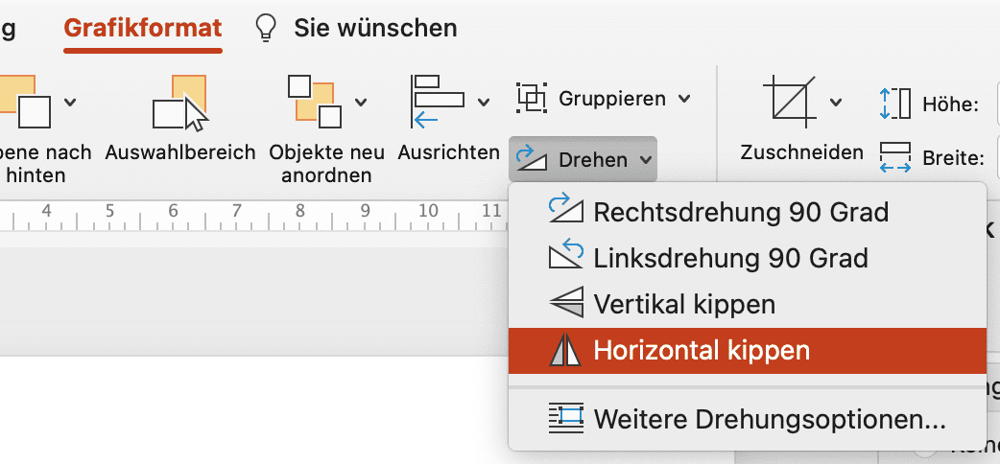 g
Grafikformat
Sie wünschen
Gruppieren
Höhe:
ene nach
hinten
Auswahlbereich
Objekte neu
anordnen
Ausrichten
Drehen
Zuschneiden
Breite:
4 5 6 7 8 9 10 11
Rechtsdrehung 90 Grad
Linksdrehung 90 Grad
Vertikal kippen
Horizontal kippen
Weitere Drehungsoptionen...